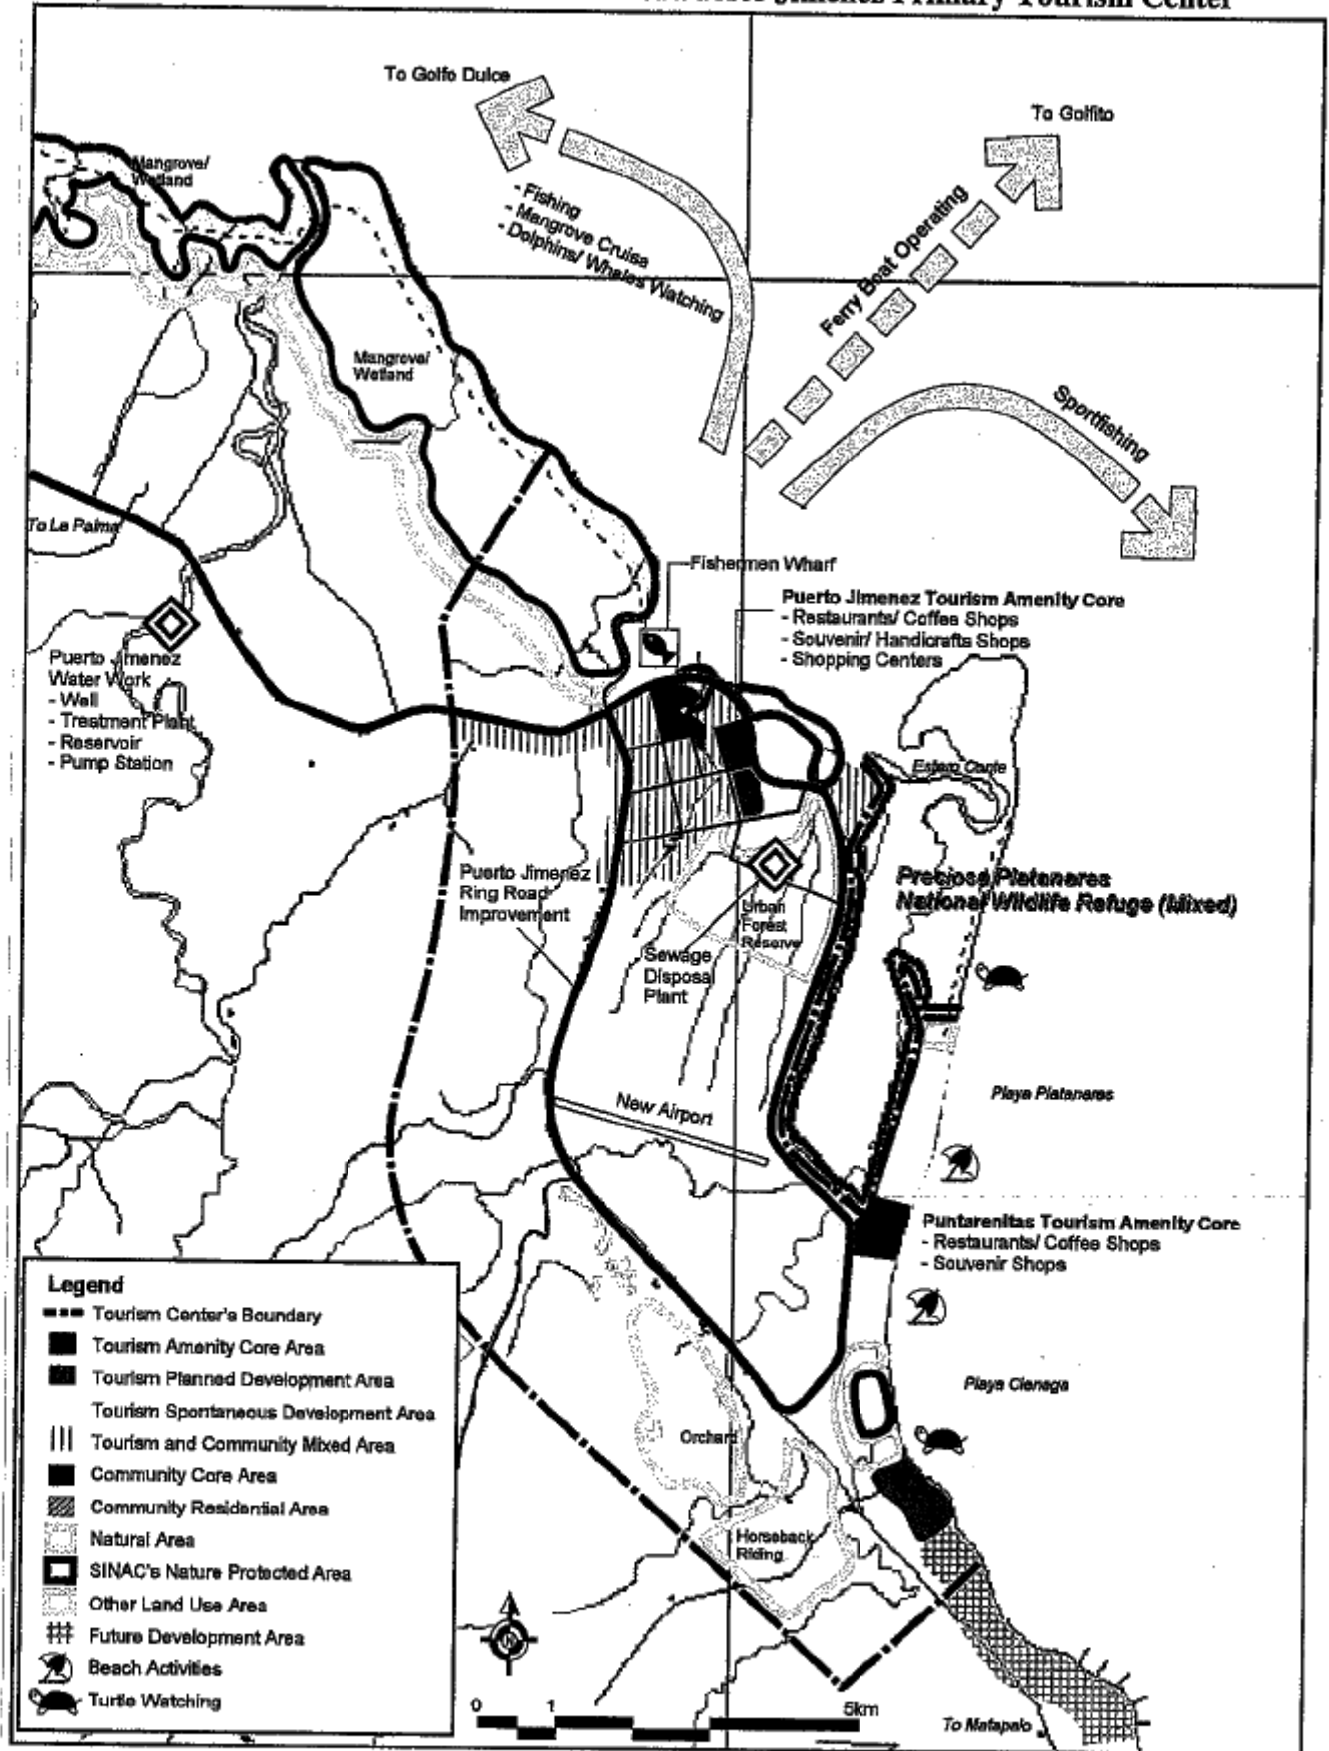 Jimenez Primary Tourism Center
To Golfo Dulce
To Golfito
Mangrove/
Wetland
- Fishing
- Mangrove Cruise
- Dolphins/ Whales Watching
Ferry Boat Operating
Mangrove/
Wetland
Sportfishing
To La Palma
Fishermen Wharf
Puerto Jimenez Tourism Amenity Core
- Restaurants/ Coffee Shops
- Souvenir/ Handicrafts Shops
- Shopping Centers
Puerto Jimenez
Water Work
- Well
- Treatment Plant
- Reservoir
- Pump Station
Estero
Puerto Jimenez
Ring Road
Improvement
Preciosa Platanares
National Wildlife Refuge (Mixed)
Urban
Forest
Reserve
Sewage
Disposal
Plant
New Airport
Playa Platanares
Puntarenitas Tourism Amenity Core
- Restaurants/ Coffee Shops
- Souvenir Shops
Playa Cienaga
Orchard
Horseback
Riding
Legend
Tourism Center's Boundary
Tourism Amenity Core Area
Tourism Planned Development Area
Tourism Spontaneous Development Area
Tourism and Community Mixed Area
Community Core Area
Community Residential Area
Natural Area
SINAC's Nature Protected Area
Other Land Use Area
Future Development Area
Beach Activities
Turtle Watching
N
0 1 5km
To Matapalo